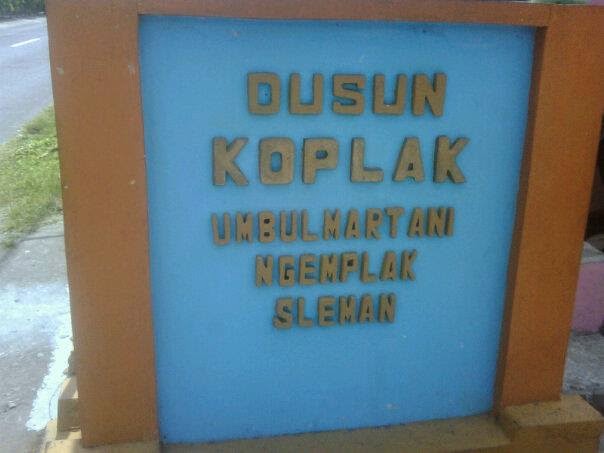 DUSUN
KOPLAK
UMBULMARTANI
NGEMPLAK
SLEMAN